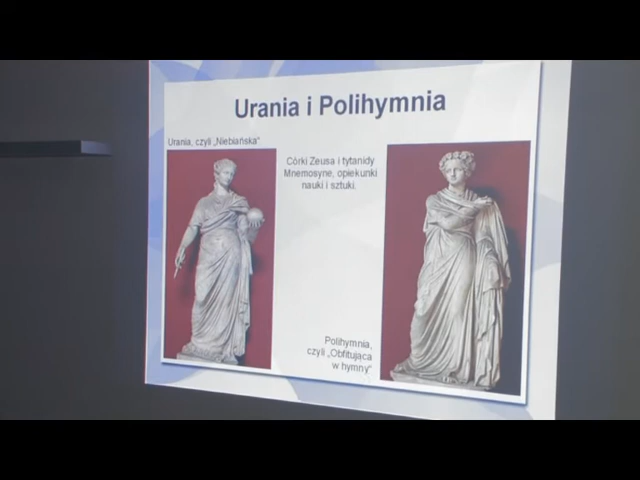 Urania i Polihymnia
Urania, czyli „Niebiańska”
Córki Zeusa i tytanidy
Mnemosyne, opiekunki
nauki i sztuki.
Polihymnia,
czyli „Obfitująca
w hymny”